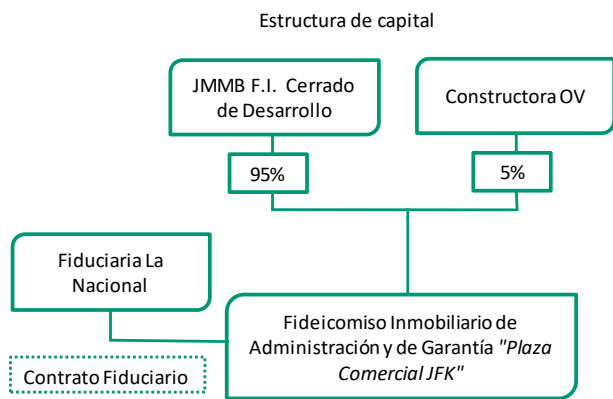 Estructura de capital
JMMB F.I. Cerrado
de Desarrollo
Constructora OV
95%
5%
Fiduciaria La
Nacional
Fideicomiso Inmobiliario de
Administración y de Garantía "Plaza
Comercial JFK"
Contrato Fiduciario